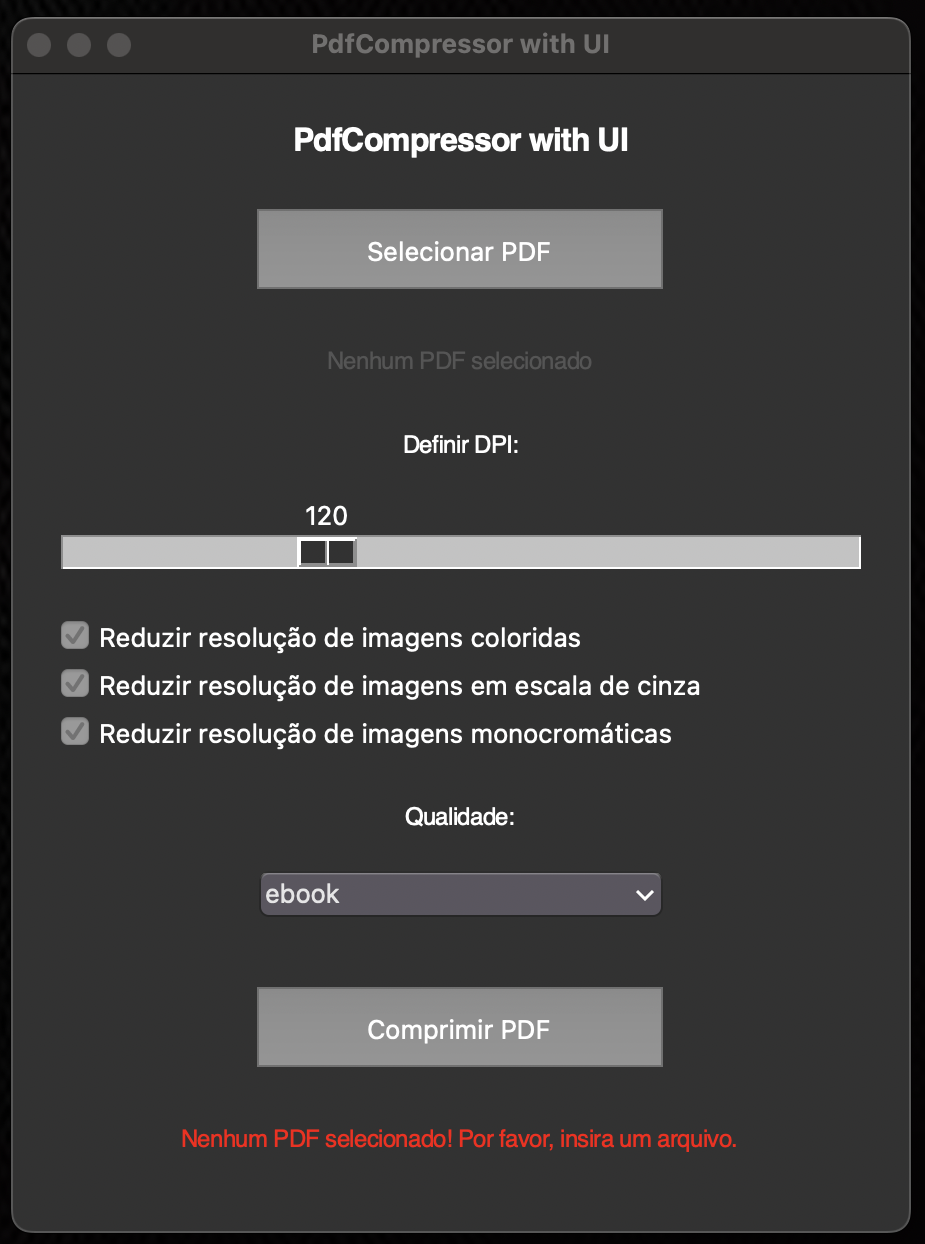 PdfCompressor with UI
PdfCompressor with UI
Selecionar PDF
Nenhum PDF selecionado
Definir DPI:
120
Reduzir resolução de imagens coloridas
Reduzir resolução de imagens em escala de cinza
Reduzir resolução de imagens monocromáticas
Qualidade:
ebook
Comprimir PDF
Nenhum PDF selecionado! Por favor, insira um arquivo.